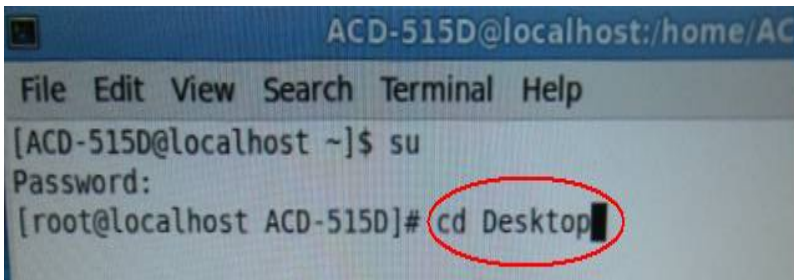 ACD-515D@localhost:/home/AC
File Edit View Search Terminal Help
[ACD-515D@localhost ~]$ su
Password:
[root@localhost ACD-515D]# cd Desktop